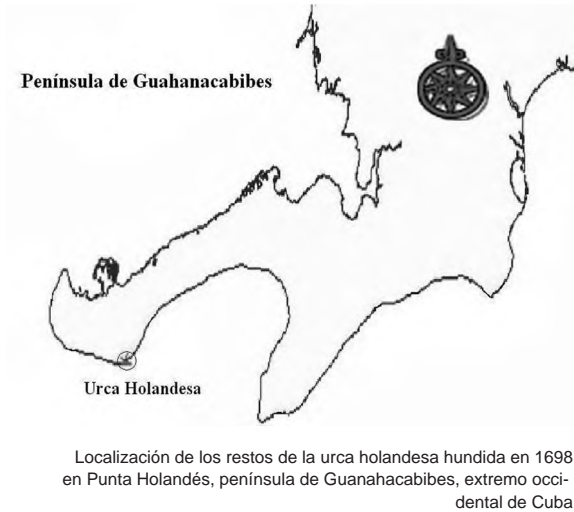 Península de Guahanacabibes
Urca Holandesa
Localización de los restos de la urca holandesa hundida en 1698
en Punta Holandés, península de Guanahacabibes, extremo occi-
dental de Cuba